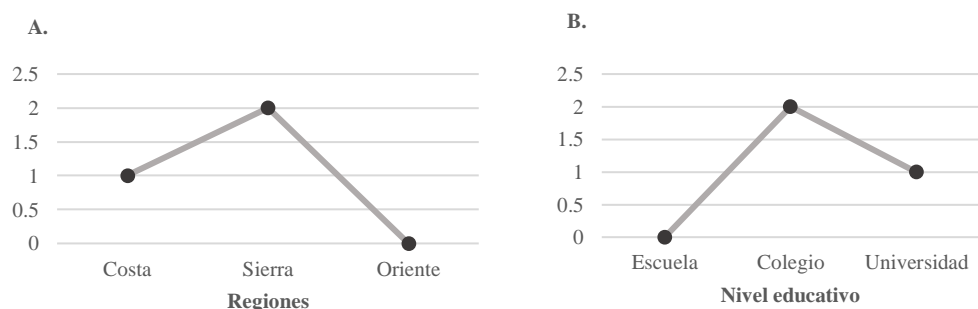 A.
2.5
2
1.5
1
0.5
0
Costa Sierra Oriente
Regiones
B.
2.5
2
1.5
1
0.5
0
Escuela Colegio Universidad
Nivel educativo